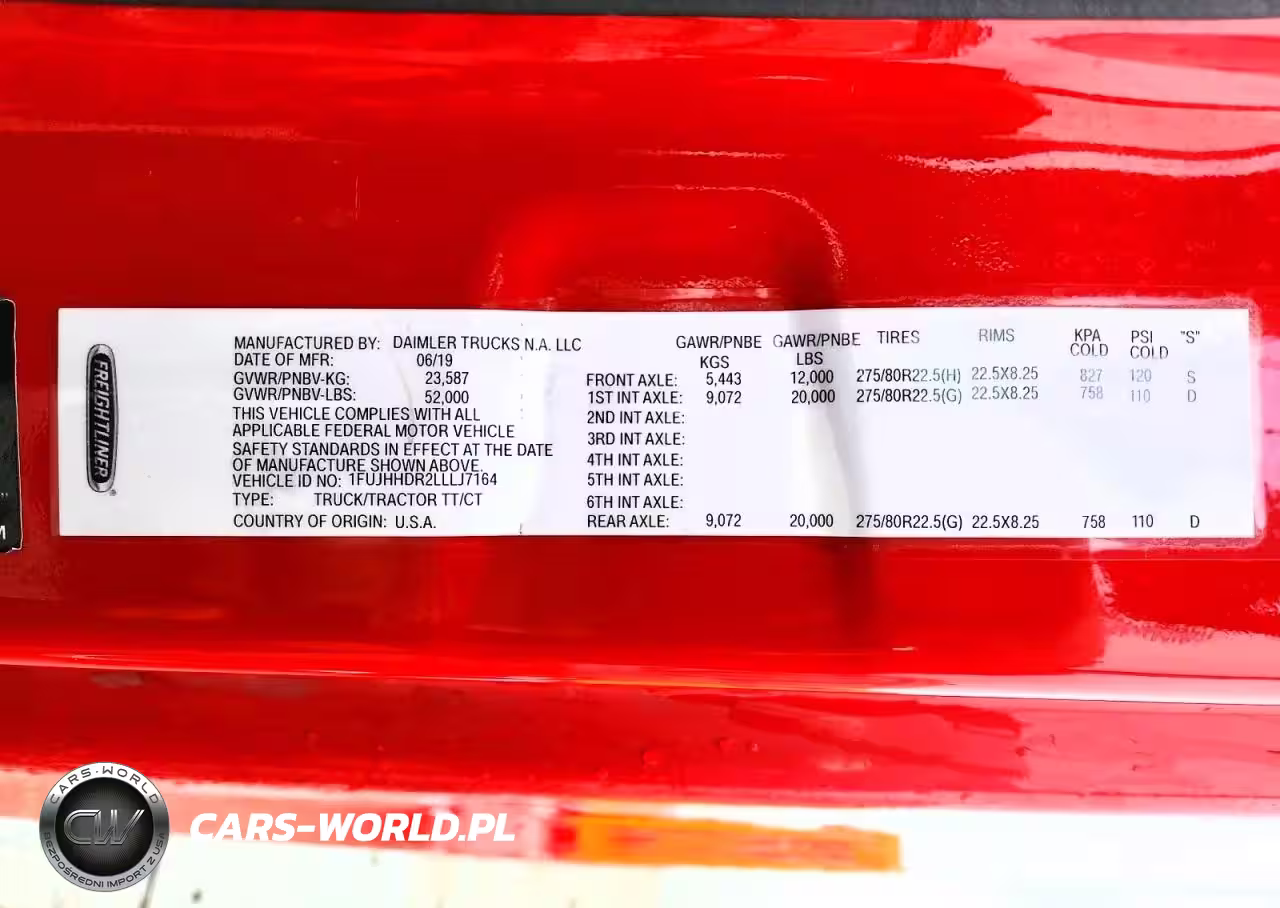 FREIGHTLINER
MANUFACTURED BY: DAIMLER TRUCKS N.A. LLC
DATE OF MFR: 06/19
GVWR/PNBV-KG: 23,587
GVWR/PNBV-LBS: 52,000
THIS VEHICLE COMPLIES WITH ALL
APPLICABLE FEDERAL MOTOR VEHICLE
SAFETY STANDARDS IN EFFECT AT THE DATE
OF MANUFACTURE SHOWN ABOVE.
VEHICLE ID NO: 1FUJHHDR2LLLJ7164
TYPE: TRUCK/TRACTOR TT/CT
COUNTRY OF ORIGIN: U.S.A.
GAWR/PNBE GAWR/PNBE TIRES RIMS KPA PSI "S"
KGS LBS COLD COLD
FRONT AXLE: 5,443 12,000 275/80R22.5(H) 22.5X8.25 827 120 S
1ST INT AXLE: 9,072 20,000 275/80R22.5(G) 22.5X8.25 758 110 D
2ND INT AXLE:
3RD INT AXLE:
4TH INT AXLE:
5TH INT AXLE:
6TH INT AXLE:
REAR AXLE: 9,072 20,000 275/80R22.5(G) 22.5X8.25 758 110 D
CARS-WORLD
CW
BEZPOŚREDNI IMPORT Z USA
CARS-WORLD.PL